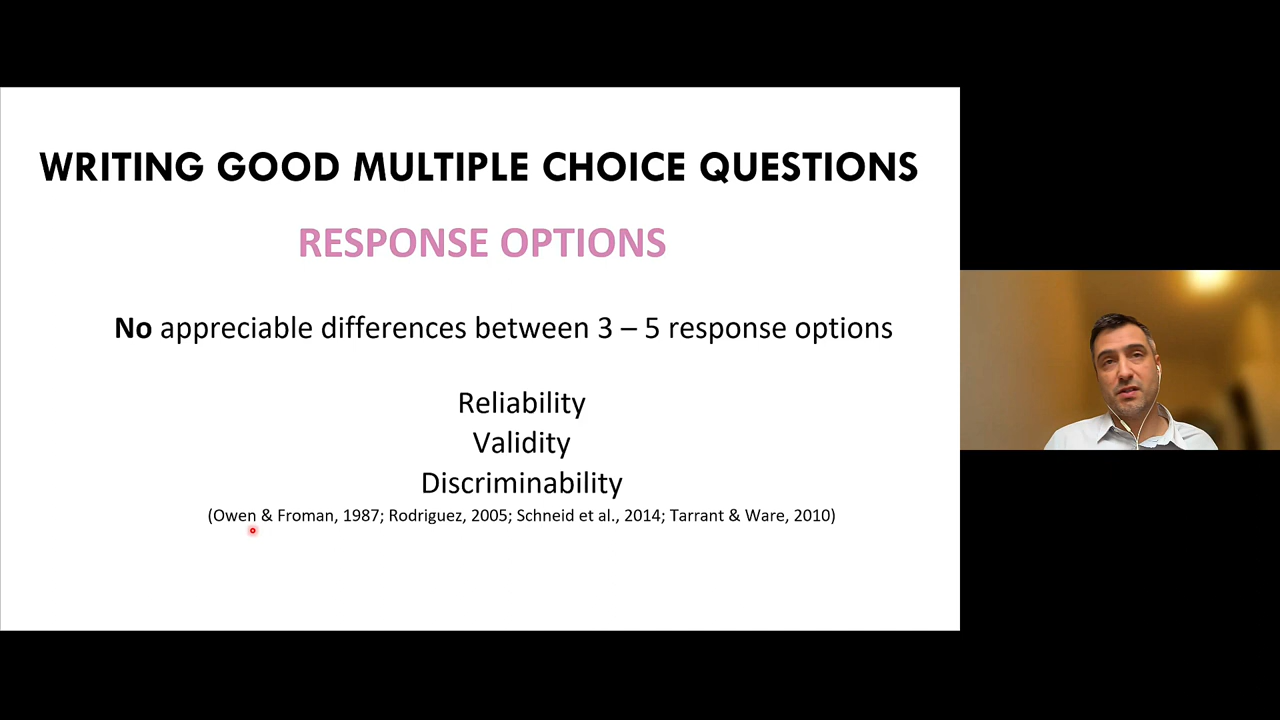 WRITING GOOD MULTIPLE CHOICE QUESTIONS
RESPONSE OPTIONS
No appreciable differences between 3 – 5 response options
Reliability
Validity
Discriminability
(Owen & Froman, 1987; Rodriguez, 2005; Schneid et al., 2014; Tarrant & Ware, 2010)